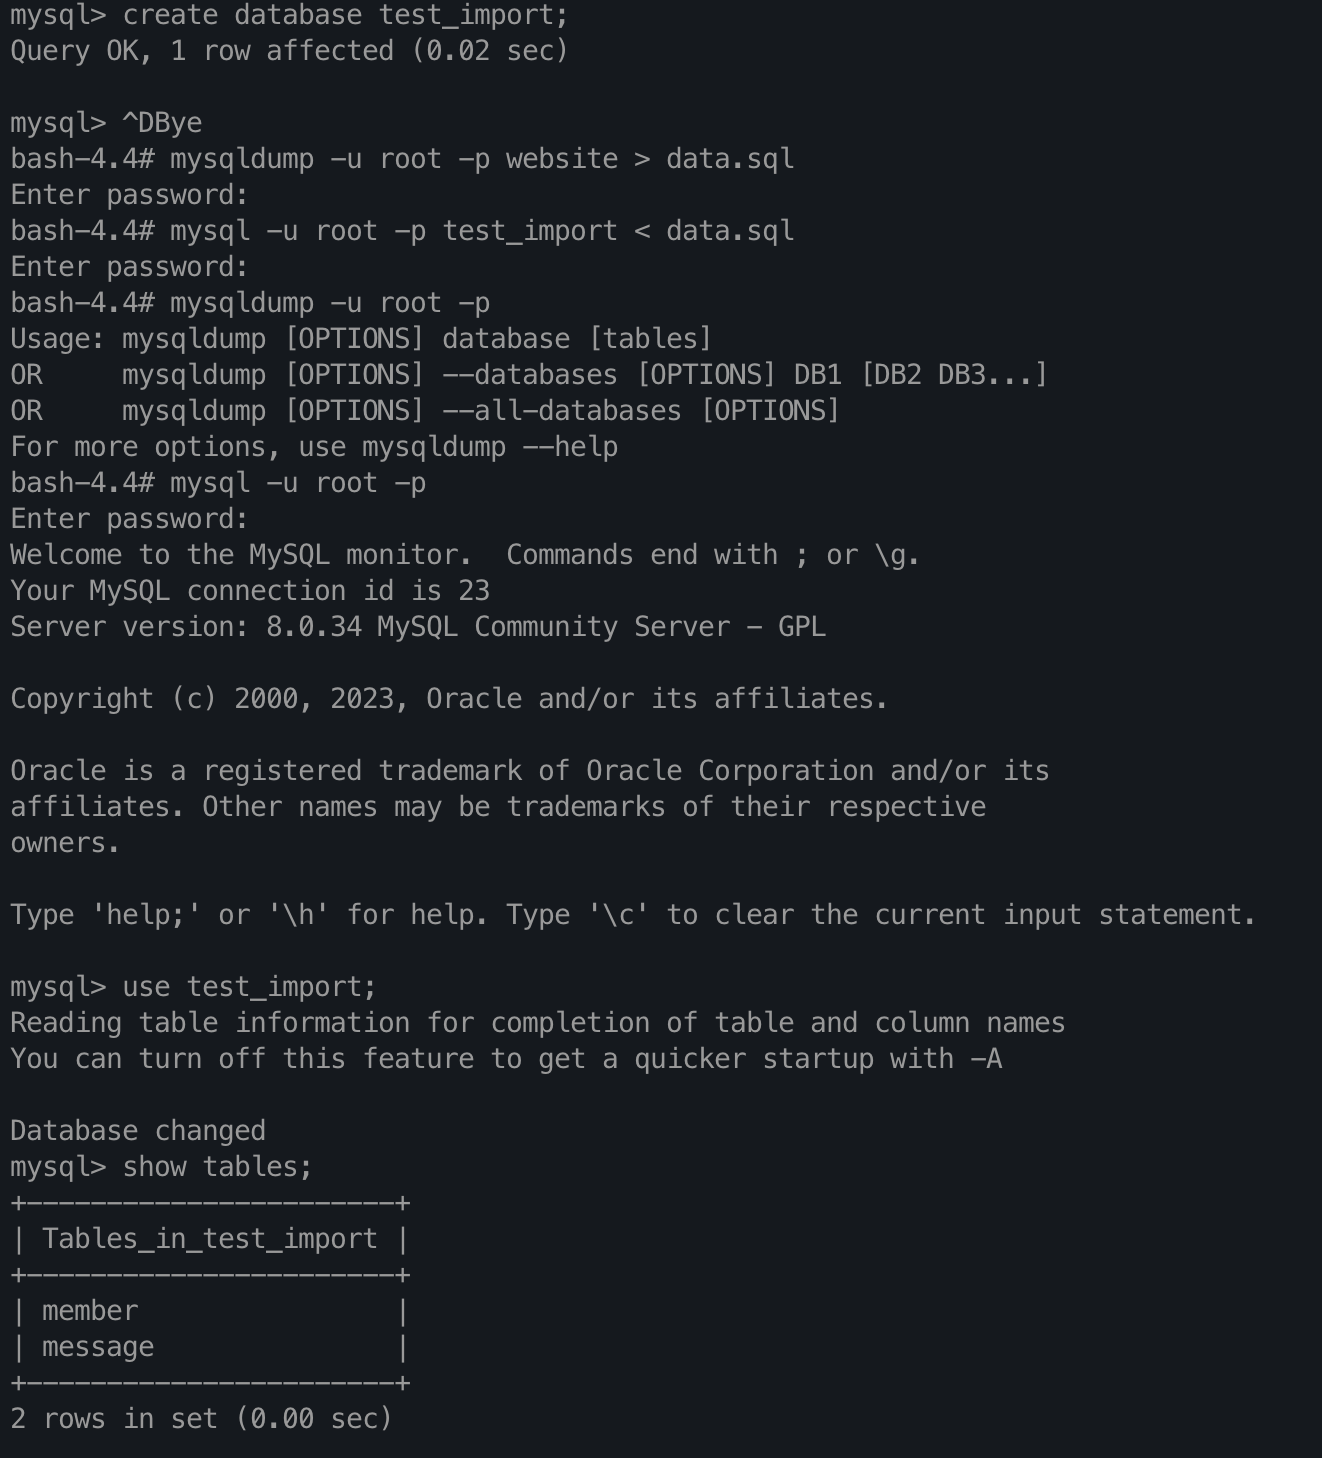 mysql> create database test_import;
Query OK, 1 row affected (0.02 sec)

mysql> ^DBye
bash-4.4# mysqldump -u root -p website > data.sql
Enter password:
bash-4.4# mysql -u root -p test_import < data.sql
Enter password:
bash-4.4# mysqldump -u root -p
Usage: mysqldump [OPTIONS] database [tables]
OR     mysqldump [OPTIONS] --databases [OPTIONS] DB1 [DB2 DB3...]
OR     mysqldump [OPTIONS] --all-databases [OPTIONS]
For more options, use mysqldump --help
bash-4.4# mysql -u root -p
Enter password:
Welcome to the MySQL monitor.  Commands end with ; or \g.
Your MySQL connection id is 23
Server version: 8.0.34 MySQL Community Server - GPL

Copyright (c) 2000, 2023, Oracle and/or its affiliates.

Oracle is a registered trademark of Oracle Corporation and/or its
affiliates. Other names may be trademarks of their respective
owners.

Type 'help;' or '\h' for help. Type '\c' to clear the current input statement.

mysql> use test_import;
Reading table information for completion of table and column names
You can turn off this feature to get a quicker startup with -A

Database changed
mysql> show tables;
+-----------------------+
| Tables_in_test_import |
+-----------------------+
| member                |
| message               |
+-----------------------+
2 rows in set (0.00 sec)